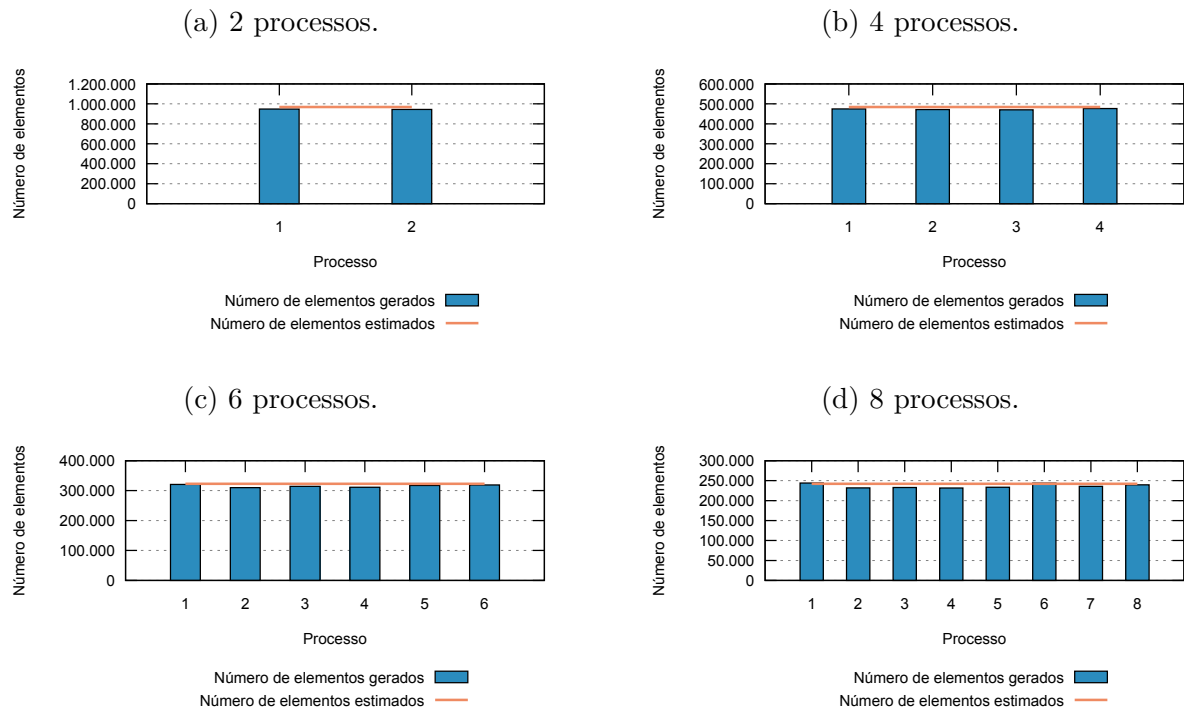 (a) 2 processos.
Número de elementos
1.200.000
1.000.000
800.000
600.000
400.000
200.000
0
1 2
Processo
Número de elementos gerados
Número de elementos estimados
(b) 4 processos.
Número de elementos
600.000
500.000
400.000
300.000
200.000
100.000
0
1 2 3 4
Processo
Número de elementos gerados
Número de elementos estimados
(c) 6 processos.
Número de elementos
400.000
300.000
200.000
100.000
0
1 2 3 4 5 6
Processo
Número de elementos gerados
Número de elementos estimados
(d) 8 processos.
Número de elementos
300.000
250.000
200.000
150.000
100.000
50.000
0
1 2 3 4 5 6 7 8
Processo
Número de elementos gerados
Número de elementos estimados